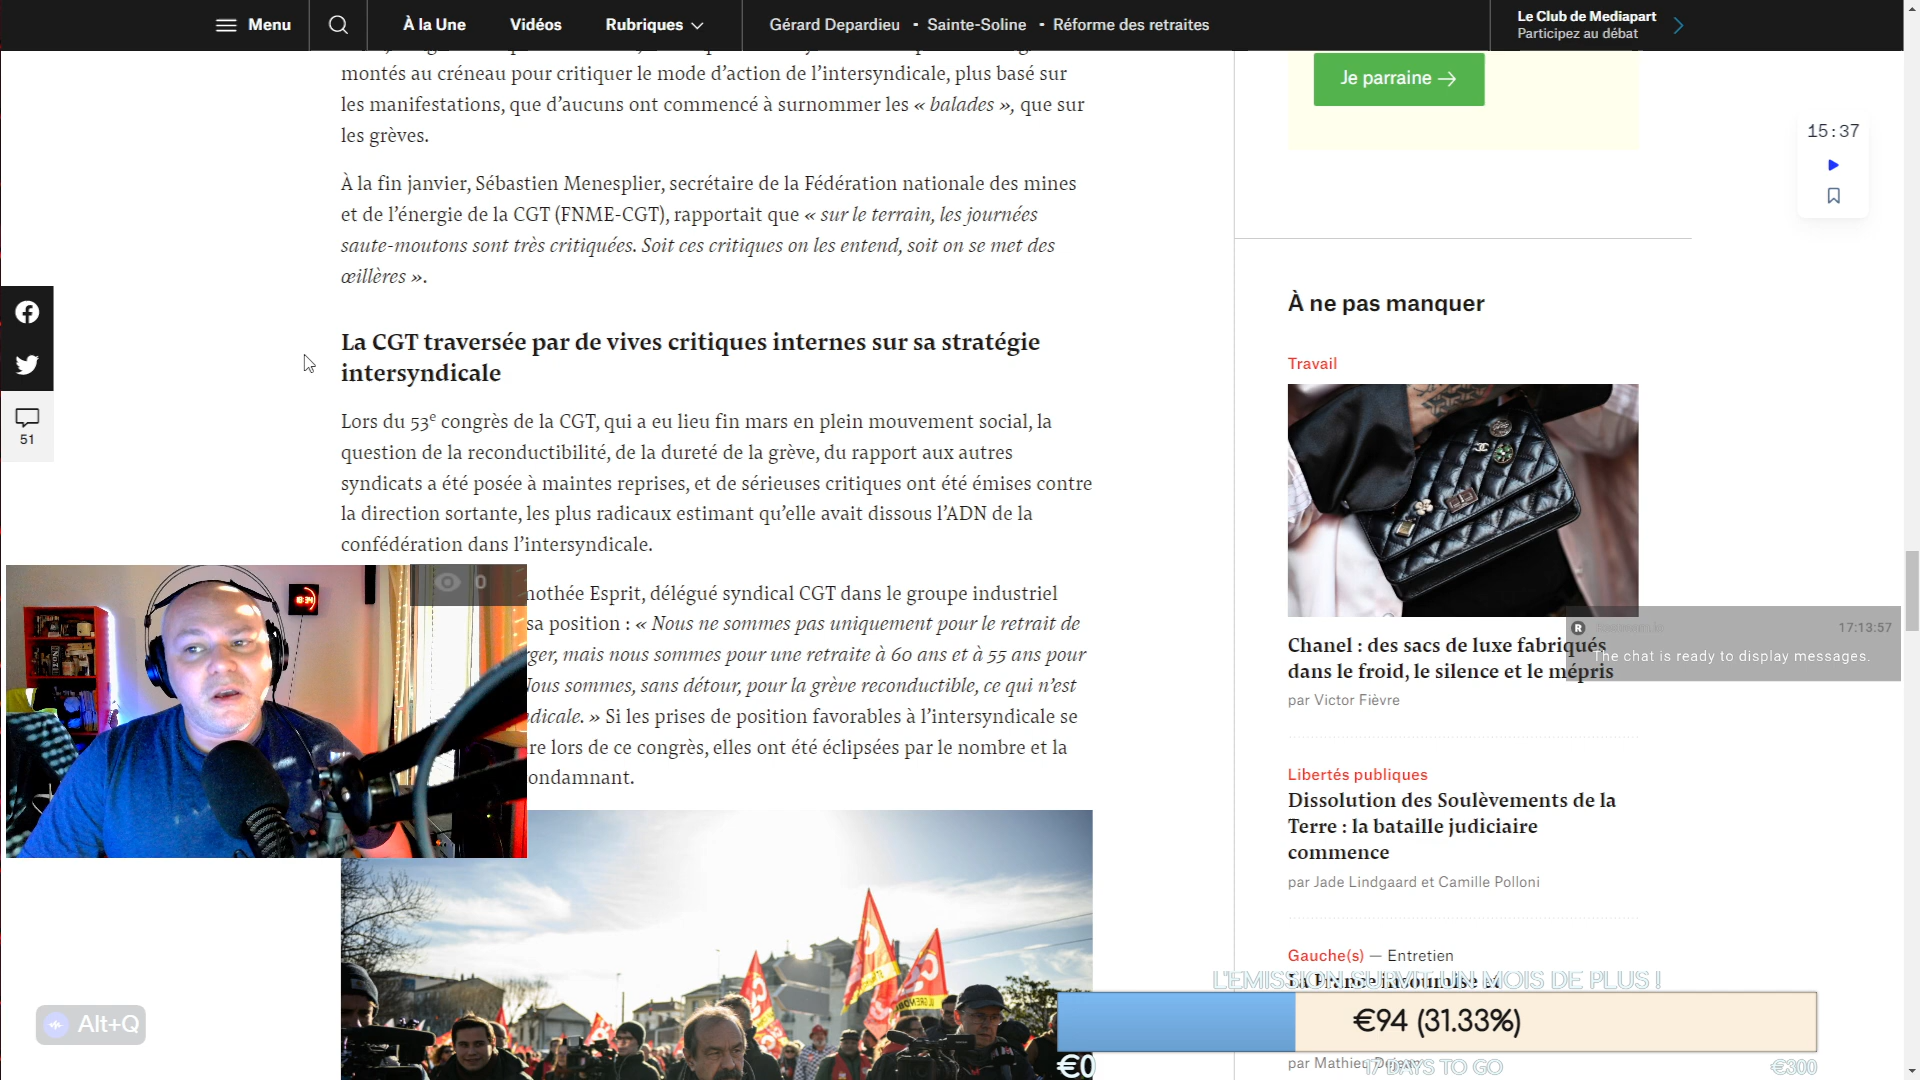 Menu
À la Une
Vidéos
Rubriques
Gérard Depardieu
Sainte-Soline
Réforme des retraites
Le Club de Mediapart
Participez au débat
montés au créneau pour critiquer le mode d’action de l’intersyndicale, plus basé sur
les manifestations, que d’aucuns ont commencé à surnommer les « balades », que sur
les grèves.
À la fin janvier, Sébastien Menesplier, secrétaire de la Fédération nationale des mines
et de l’énergie de la CGT (FNME-CGT), rapportait que « sur le terrain, les journées
saute-moutons sont très critiquées. Soit ces critiques on les entend, soit on se met des
œillères ».
La CGT traversée par de vives critiques internes sur sa stratégie
intersyndicale
Lors du 53e congrès de la CGT, qui a eu lieu fin mars en plein mouvement social, la
question de la reconductibilité, de la dureté de la grève, du rapport aux autres
syndicats a été posée à maintes reprises, et de sérieuses critiques ont été émises contre
la direction sortante, les plus radicaux estimant qu’elle avait dissous l’ADN de la
confédération dans l’intersyndicale.
mothée Esprit, délégué syndical CGT dans le groupe industriel
sa position : « Nous ne sommes pas uniquement pour le retrait de
ger, mais nous sommes pour une retraite à 60 ans et à 55 ans pour
Nous sommes, sans détour, pour la grève reconductible, ce qui n’est
dicale. » Si les prises de position favorables à l’intersyndicale se
re lors de ce congrès, elles ont été éclipsées par le nombre et la
ondamnant.
51
0
Alt+Q
Je parraine →
15:37
À ne pas manquer
Travail
Chanel : des sacs de luxe fabriqués
dans le froid, le silence et le mépris
par Victor Fièvre
17:13:57
The chat is ready to display messages.
Libertés publiques
Dissolution des Soulèvements de la
Terre : la bataille judiciaire
commence
par Jade Lindgaard et Camille Polloni
Gauche(s) — Entretien
La France insoumise et
L'EMISSION SURVIT UN MOIS DE PLUS !
€94 (31.33%)
par Mathieu Dejean
€0
17 DAYS TO GO
€300